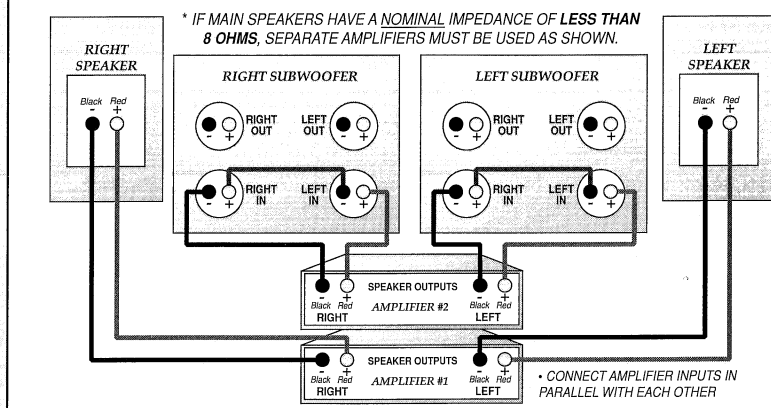 * IF MAIN SPEAKERS HAVE A NOMINAL IMPEDANCE OF LESS THAN
8 OHMS, SEPARATE AMPLIFIERS MUST BE USED AS SHOWN.
RIGHT
SPEAKER
Black Red
- +
RIGHT SUBWOOFER
- + RIGHT OUT
LEFT OUT - +
- + RIGHT IN
LEFT IN - +
LEFT SUBWOOFER
- + RIGHT OUT
LEFT OUT - +
- + RIGHT IN
LEFT IN - +
LEFT
SPEAKER
Black Red
- +
SPEAKER OUTPUTS
- + - +
Black Red AMPLIFIER #2 Black Red
RIGHT LEFT
SPEAKER OUTPUTS
- + - +
Black Red AMPLIFIER #1 Black Red
RIGHT LEFT
• CONNECT AMPLIFIER INPUTS IN
PARALLEL WITH EACH OTHER